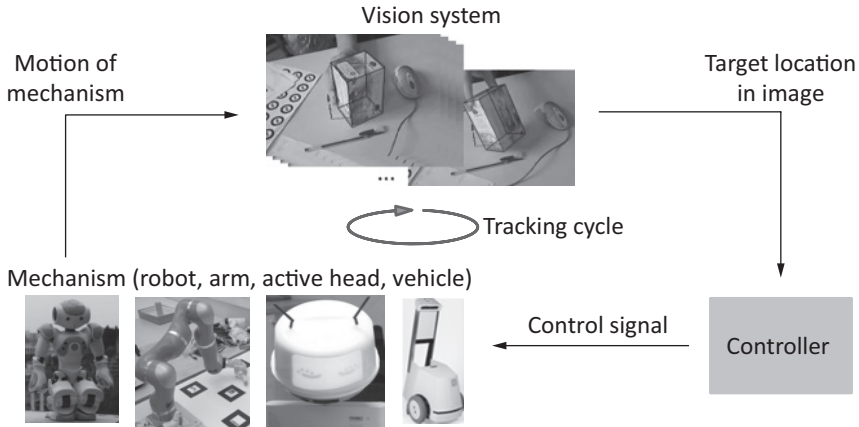 Vision system
Motion of
mechanism
Target location
in image
...
Tracking cycle
Mechanism (robot, arm, active head, vehicle)
Control signal
Controller